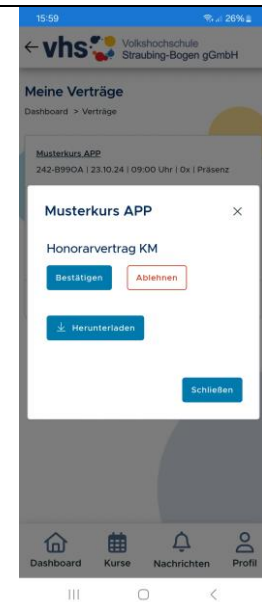 15:59
26%
vhs
Volkshochschule
Straubing-Bogen gGmbH
Meine Verträge
Dashboard > Verträge
Musterkurs APP
242-B990A | 23.10.24 | 09:00 Uhr | 0x | Präsenz
Musterkurs APP
Honorarvertrag KM
Bestätigen
Ablehnen
Herunterladen
Schließen
Dashboard
Kurse
Nachrichten
Profil